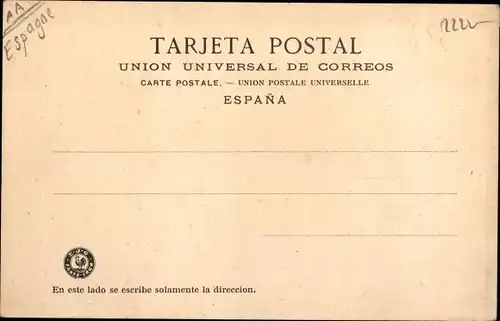 AA
Espagne
2222
TARJETA POSTAL
UNION UNIVERSAL DE CORREOS
CARTE POSTALE. — UNION POSTALE UNIVERSELLE
ESPAÑA
En este lado se escribe solamente la direccion.